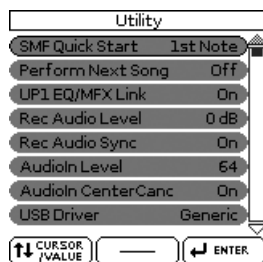 Utility
SMF Quick Start 1st Note
Perform Next Song Off
UP1 EQ/MFX Link On
Rec Audio Level 0 dB
Rec Audio Sync On
AudioIn Level 64
AudioIn CenterCanc On
USB Driver Generic
CURSOR
/VALUE
ENTER